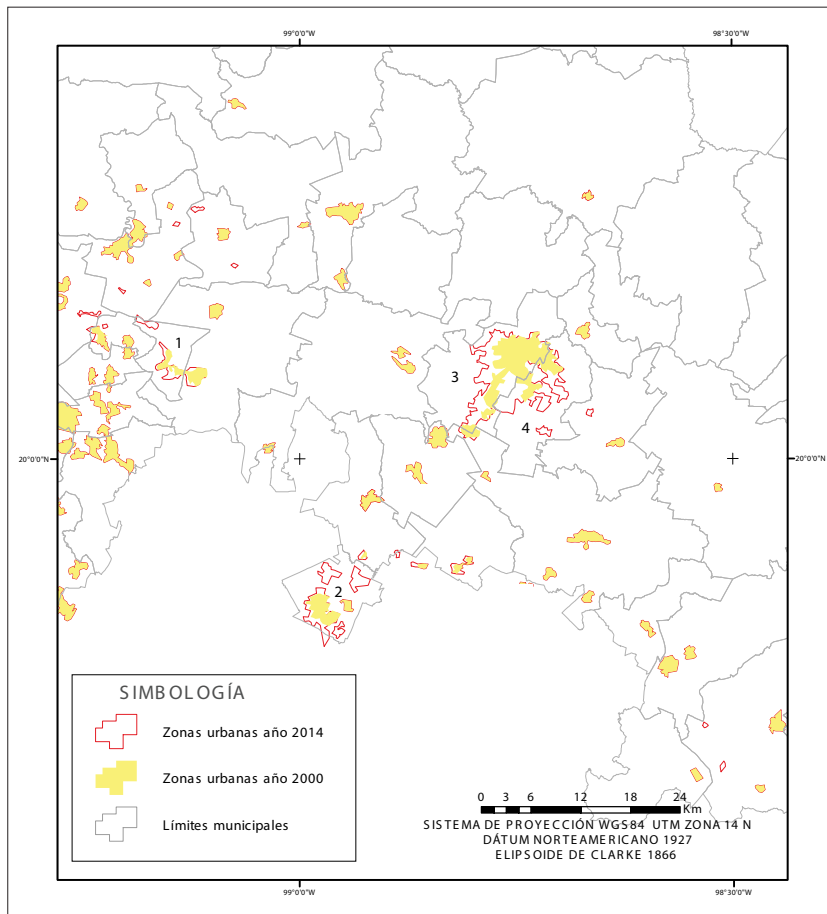 99°0'0"W 98°30'0"W
1
3
4
20°0'0"N 20°0'0"N
2
SIMBOLOGÍA
Zonas urbanas año 2014
Zonas urbanas año 2000
Límites municipales
0 3 6 12 18 24
Km
SISTEMA DE PROYECCIÓN WGS84 UTM ZONA 14 N
DÁTUM NORTEAMERICANO 1927
ELIPSOIDE DE CLARKE 1866
99°0'0"W 98°30'0"W